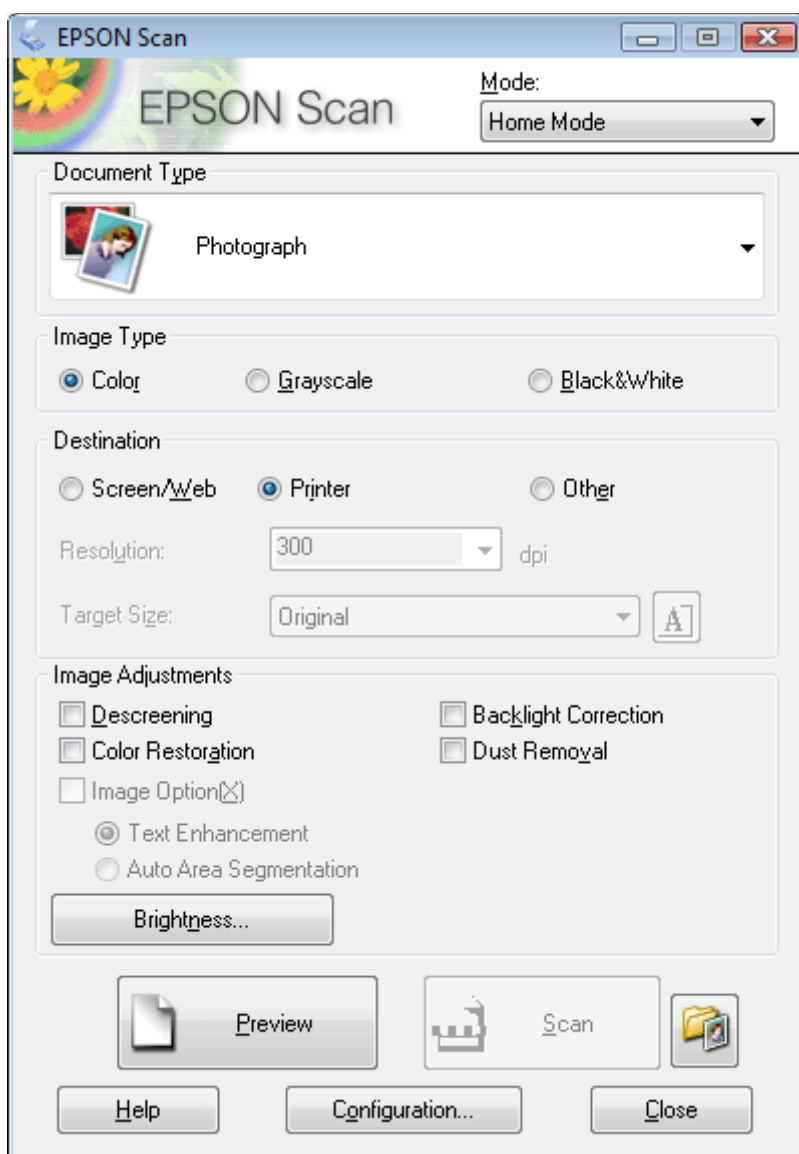 EPSON Scan
EPSON Scan
Mode:
Home Mode
Document Type
Photograph
Image Type
Color Grayscale Black&White
Destination
Screen/Web Printer Other
Resolution: 300 dpi
Target Size: Original A
Image Adjustments
Descreening Backlight Correction
Color Restoration Dust Removal
Image Option(X)
Text Enhancement
Auto Area Segmentation
Brightness...
Preview Scan
Help Configuration... Close